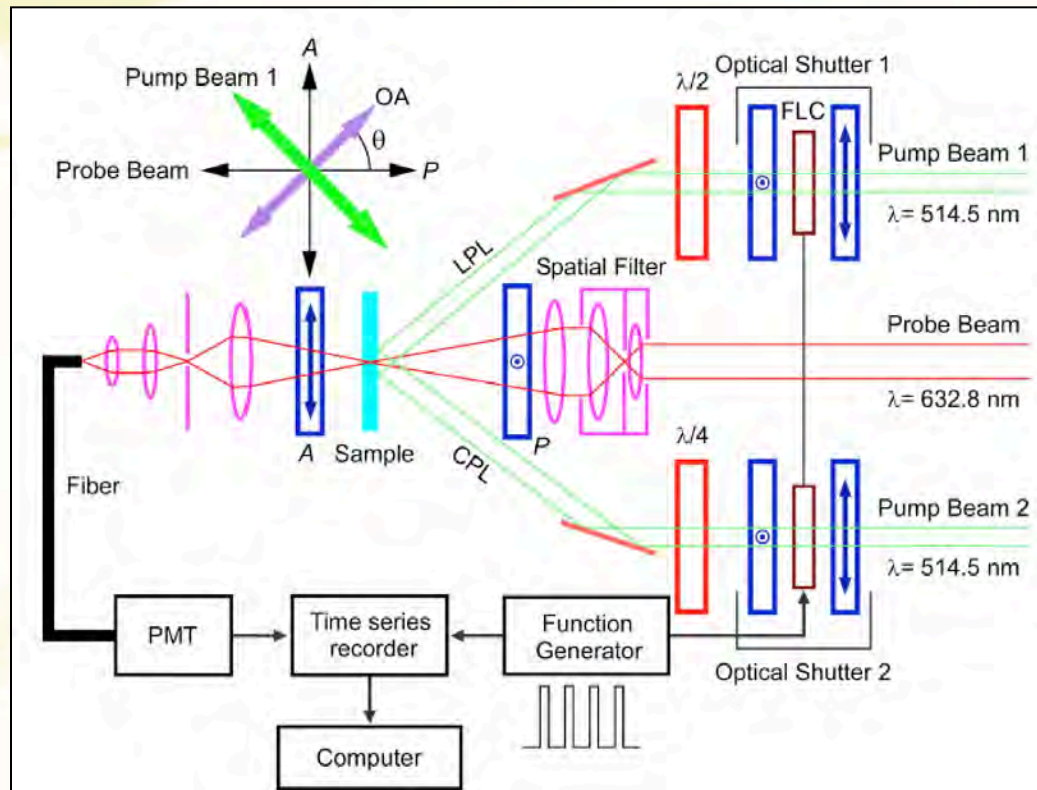 A
Pump Beam 1
OA
θ
Probe Beam
P
λ/2
Optical Shutter 1
FLC
Pump Beam 1
λ= 514.5 nm
LPL
Spatial Filter
Probe Beam
λ= 632.8 nm
A
Sample
P
CPL
λ/4
Pump Beam 2
λ= 514.5 nm
Fiber
PMT
Time series
recorder
Function
Generator
Optical Shutter 2
Computer